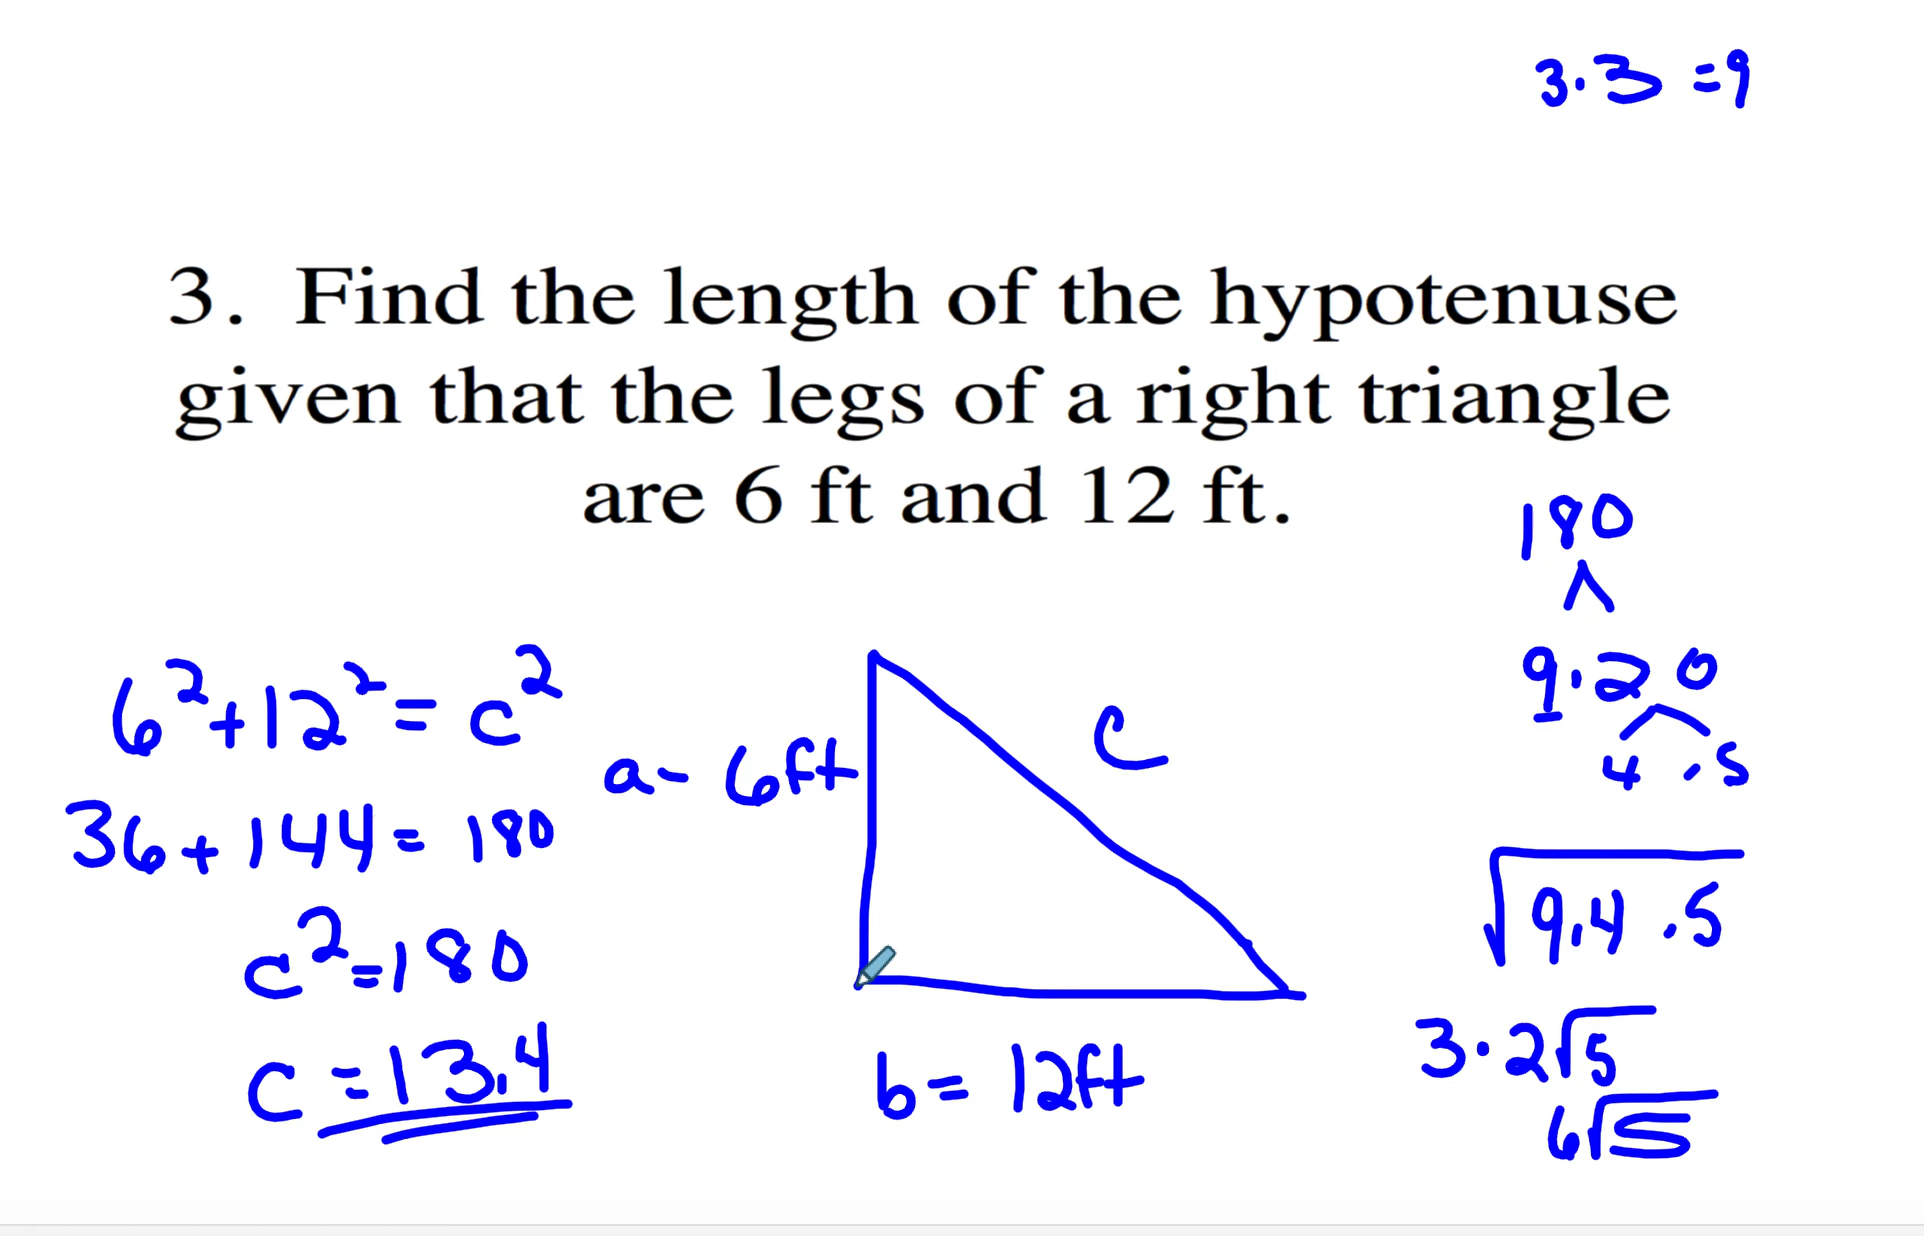 3·3 =9
3. Find the length of the hypotenuse
given that the legs of a right triangle
are 6 ft and 12 ft.
6²+12²= c²
36+144= 180
c²=180
c =13.4
a- 6ft
c
b= 12ft
180
9·20
4 .5
√9.4 .5
3·2√5
6√5